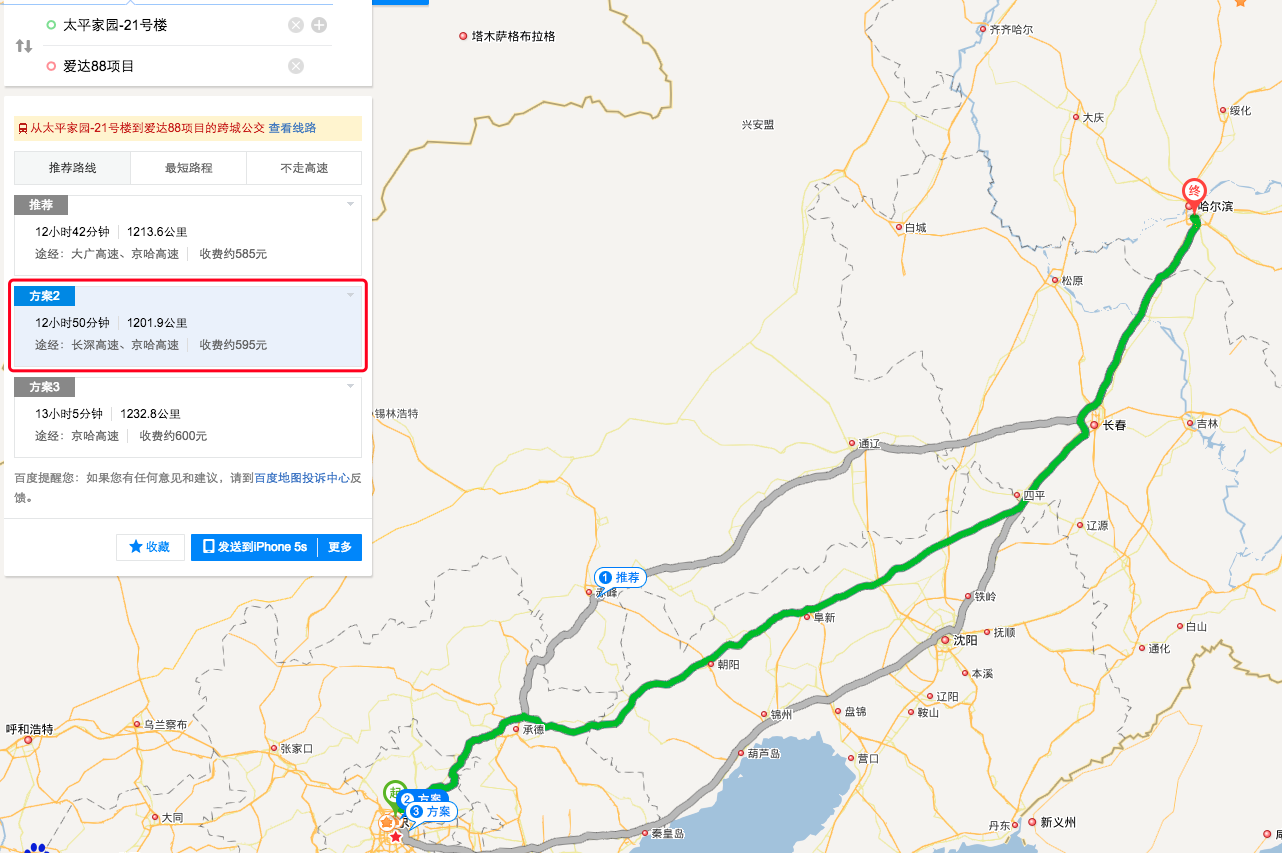 太平家园-21号楼
爱达88项目
从太平家园-21号楼到爱达88项目的跨城公交 查看线路
推荐路线 最短路程 不走高速
推荐
12小时42分钟 1213.6公里
途经：大广高速、京哈高速 收费约585元
方案2
12小时50分钟 1201.9公里
途经：长深高速、京哈高速 收费约595元
方案3
13小时5分钟 1232.8公里
途经：京哈高速 收费约600元
百度提醒您：如果您有任何意见和建议，请到百度地图投诉中心反
馈。
收藏 发送到iPhone 5s 更多
塔木萨格布拉格
齐齐哈尔
绥化
大庆
兴安盟
终
哈尔滨
白城
松原
锡林浩特
长春
吉林
通辽
四平
辽源
1 推荐
赤峰
铁岭
阜新
白山
抚顺
沈阳
通化
朝阳
本溪
辽阳
锦州
盘锦
鞍山
呼和浩特
乌兰察布
承德
张家口
葫芦岛
营口
起
2 方案
3 方案
大同
丹东
新义州
秦皇岛